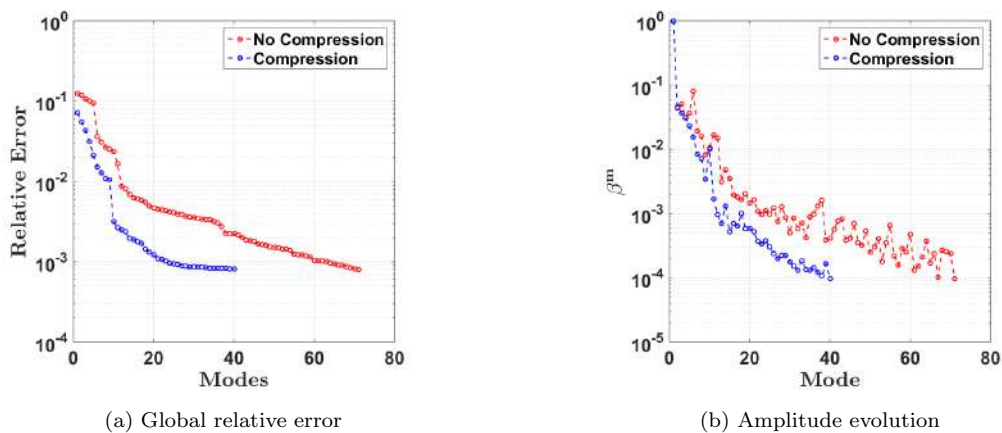 10^0
10^-1
10^-2
10^-3
10^-4
0 20 40 60 80
Relative Error
Modes
No Compression
Compression
(a) Global relative error
10^0
10^-1
10^-2
10^-3
10^-4
10^-5
0 20 40 60 80
β^m
Mode
No Compression
Compression
(b) Amplitude evolution